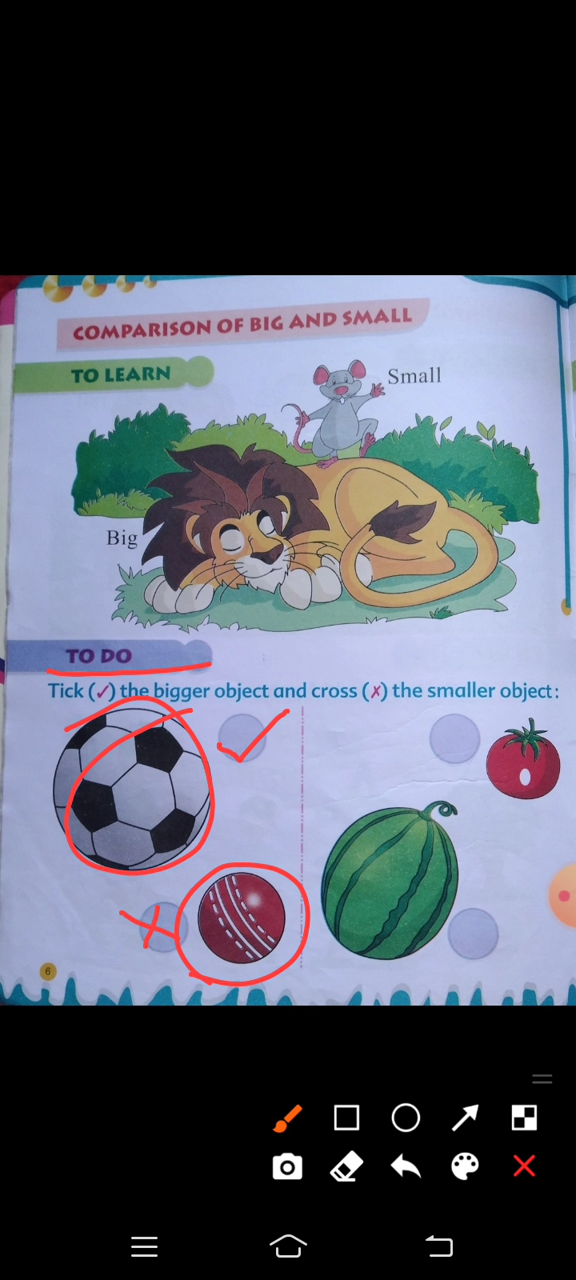 COMPARISON OF BIG AND SMALL
TO LEARN
Small
Big
TO DO
Tick (✓) the bigger object and cross (✗) the smaller object:
6